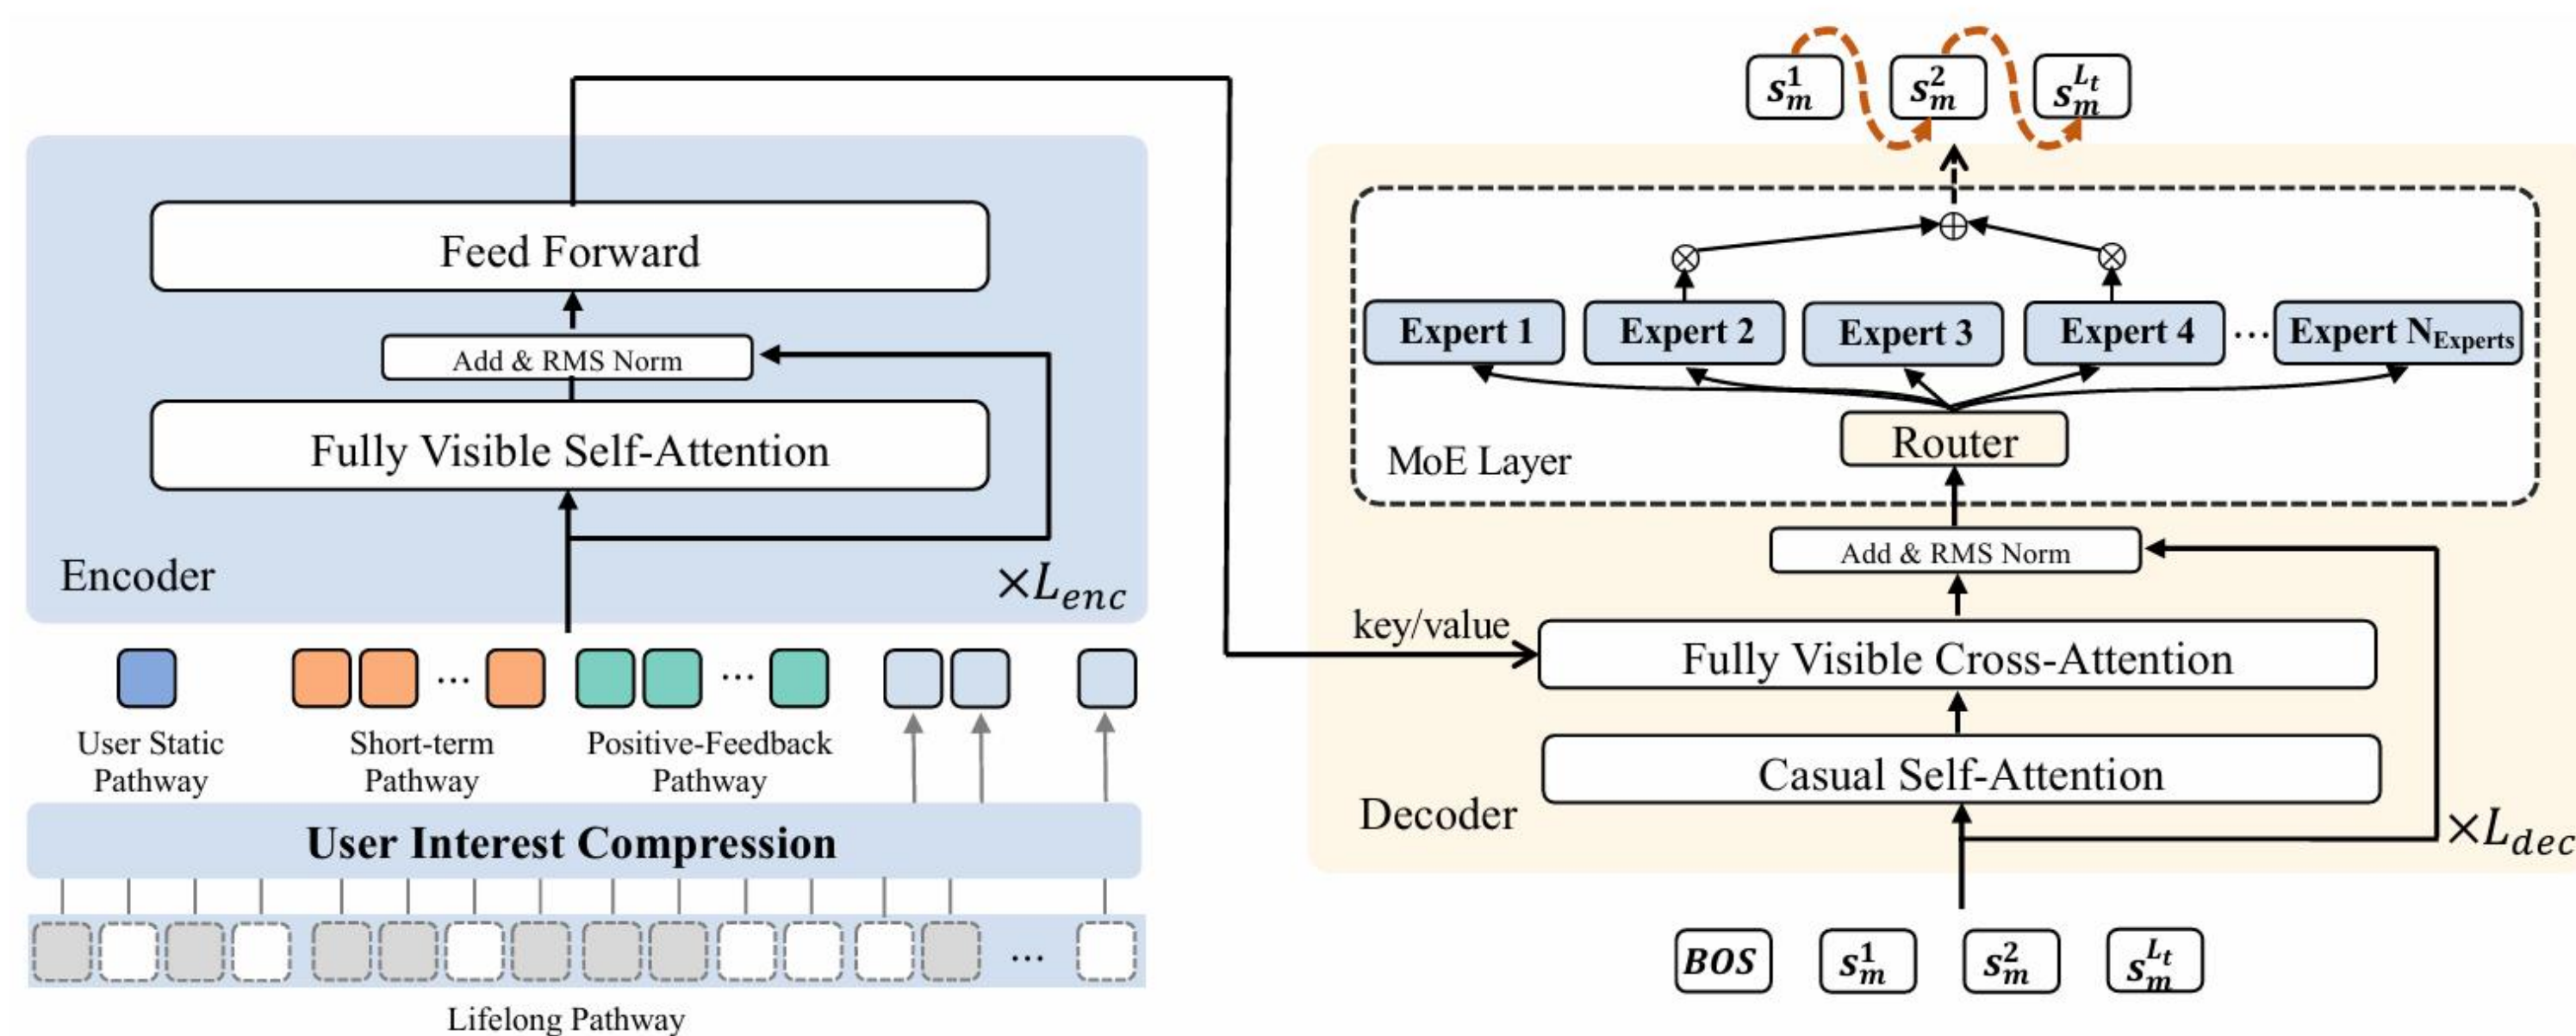 Feed Forward
Add & RMS Norm
Fully Visible Self-Attention
Encoder
×L_enc
User Static
Pathway
Short-term
Pathway
...
Positive-Feedback
Pathway
...
User Interest Compression
...
Lifelong Pathway
s_m^1
s_m^2
s_m^{L_t}
Expert 1
Expert 2
Expert 3
Expert 4
...
Expert N_Experts
Router
MoE Layer
Add & RMS Norm
key/value
Fully Visible Cross-Attention
Casual Self-Attention
Decoder
×L_dec
BOS
s_m^1
s_m^2
s_m^{L_t}